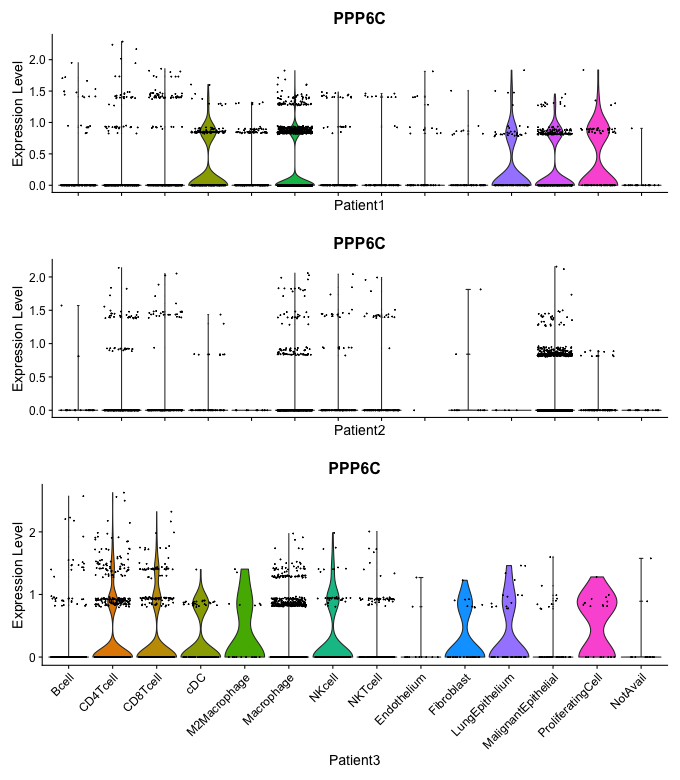 PPP6C
Expression Level
2.0
1.5
1.0
0.5
0.0
Patient1
PPP6C
Expression Level
2.0
1.5
1.0
0.5
0.0
Patient2
PPP6C
Expression Level
2
1
0
Bcell
CD4Tcell
CD8Tcell
cDC
M2Macrophage
Macrophage
NKcell
NKTcell
Endothelium
Fibroblast
LungEpithelium
MalignantEpithelial
ProliferatingCell
NotAvail
Patient3